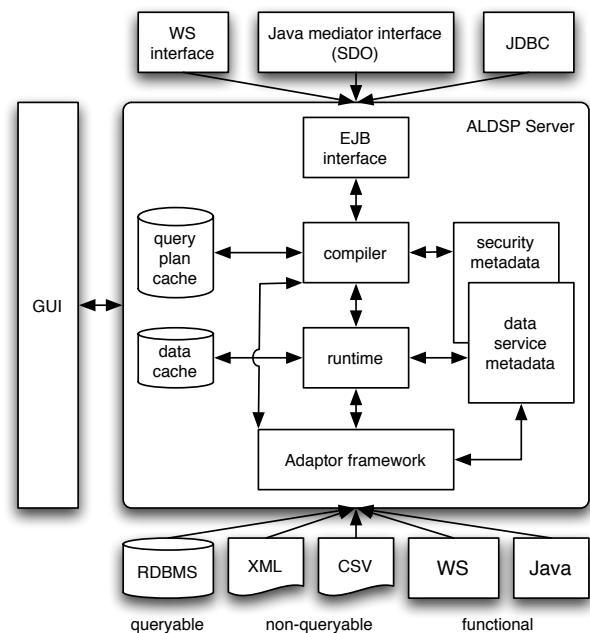 WS
interface
Java mediator interface
(SDO)
JDBC
ALDSP Server
EJB
interface
query
plan
cache
compiler
security
metadata
GUI
data
cache
runtime
data
service
metadata
Adaptor framework
RDBMS
XML
CSV
WS
Java
queryable
non-queryable
functional